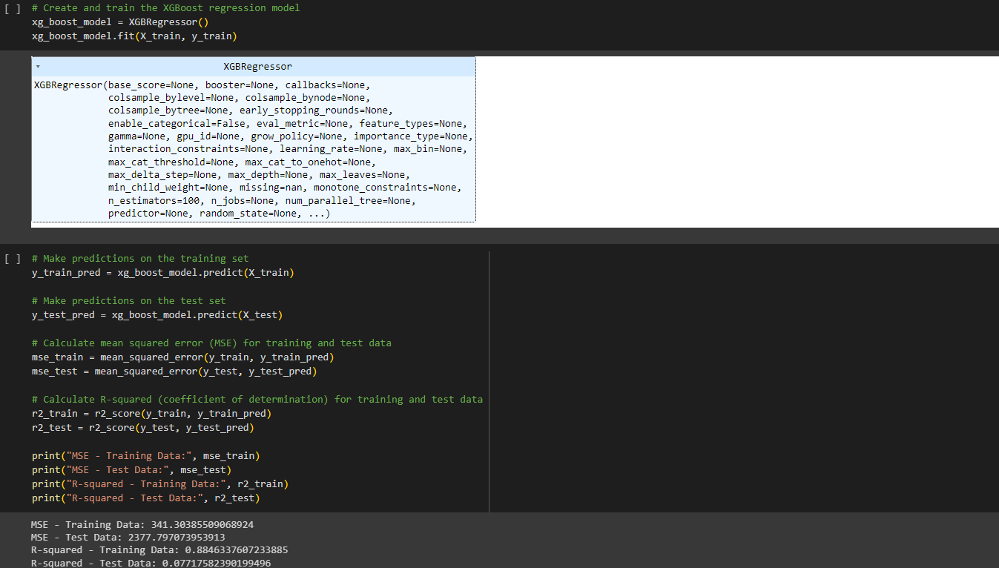 [ ] # Create and train the XGBoost regression model
xg_boost_model = XGBRegressor()
xg_boost_model.fit(X_train, y_train)
XGBRegressor
XGBRegressor(base_score=None, booster=None, callbacks=None,
colsample_bylevel=None, colsample_bynode=None,
colsample_bytree=None, early_stopping_rounds=None,
enable_categorical=False, eval_metric=None, feature_types=None,
gamma=None, gpu_id=None, grow_policy=None, importance_type=None,
interaction_constraints=None, learning_rate=None, max_bin=None,
max_cat_threshold=None, max_cat_to_onehot=None,
max_delta_step=None, max_depth=None, max_leaves=None,
min_child_weight=None, missing=nan, monotone_constraints=None,
n_estimators=100, n_jobs=None, num_parallel_tree=None,
predictor=None, random_state=None, ...)
[ ] # Make predictions on the training set
y_train_pred = xg_boost_model.predict(X_train)
# Make predictions on the test set
y_test_pred = xg_boost_model.predict(X_test)
# Calculate mean squared error (MSE) for training and test data
mse_train = mean_squared_error(y_train, y_train_pred)
mse_test = mean_squared_error(y_test, y_test_pred)
# Calculate R-squared (coefficient of determination) for training and test data
r2_train = r2_score(y_train, y_train_pred)
r2_test = r2_score(y_test, y_test_pred)
print("MSE - Training Data:", mse_train)
print("MSE - Test Data:", mse_test)
print("R-squared - Training Data:", r2_train)
print("R-squared - Test Data:", r2_test)
MSE - Training Data: 341.30385509068924
MSE - Test Data: 2377.797073953913
R-squared - Training Data: 0.8846337607233885
R-squared - Test Data: 0.07717582390199496